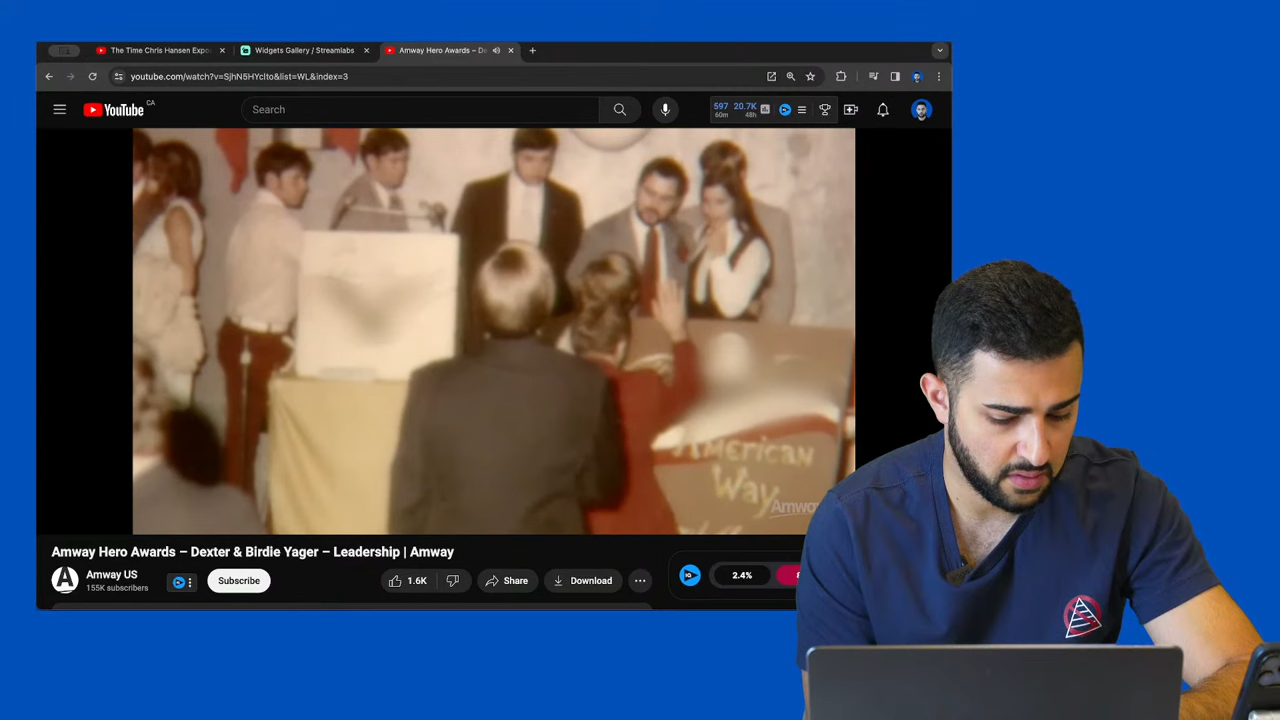 The Time Chris Hansen Expo
Widgets Gallery / Streamlabs
Amway Hero Awards – De
youtube.com/watch?v=SjhN5HYcIto&list=WL&index=3
YouTube
CA
Search
597
60m
20.7K
48h
American
Way
Amway
Amway Hero Awards – Dexter & Birdie Yager – Leadership | Amway
Amway US
155K subscribers
Subscribe
1.6K
Share
Download
IQ
2.4%